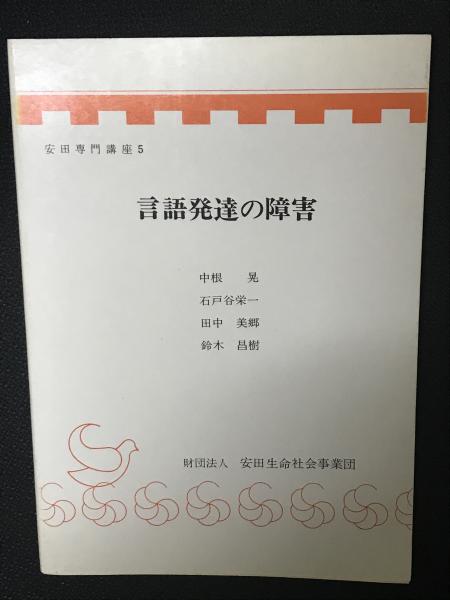 安田専門講座5
言語発達の障害
中根 晃
石戸谷栄一
田中 美郷
鈴木 昌樹
財団法人 安田生命社会事業団